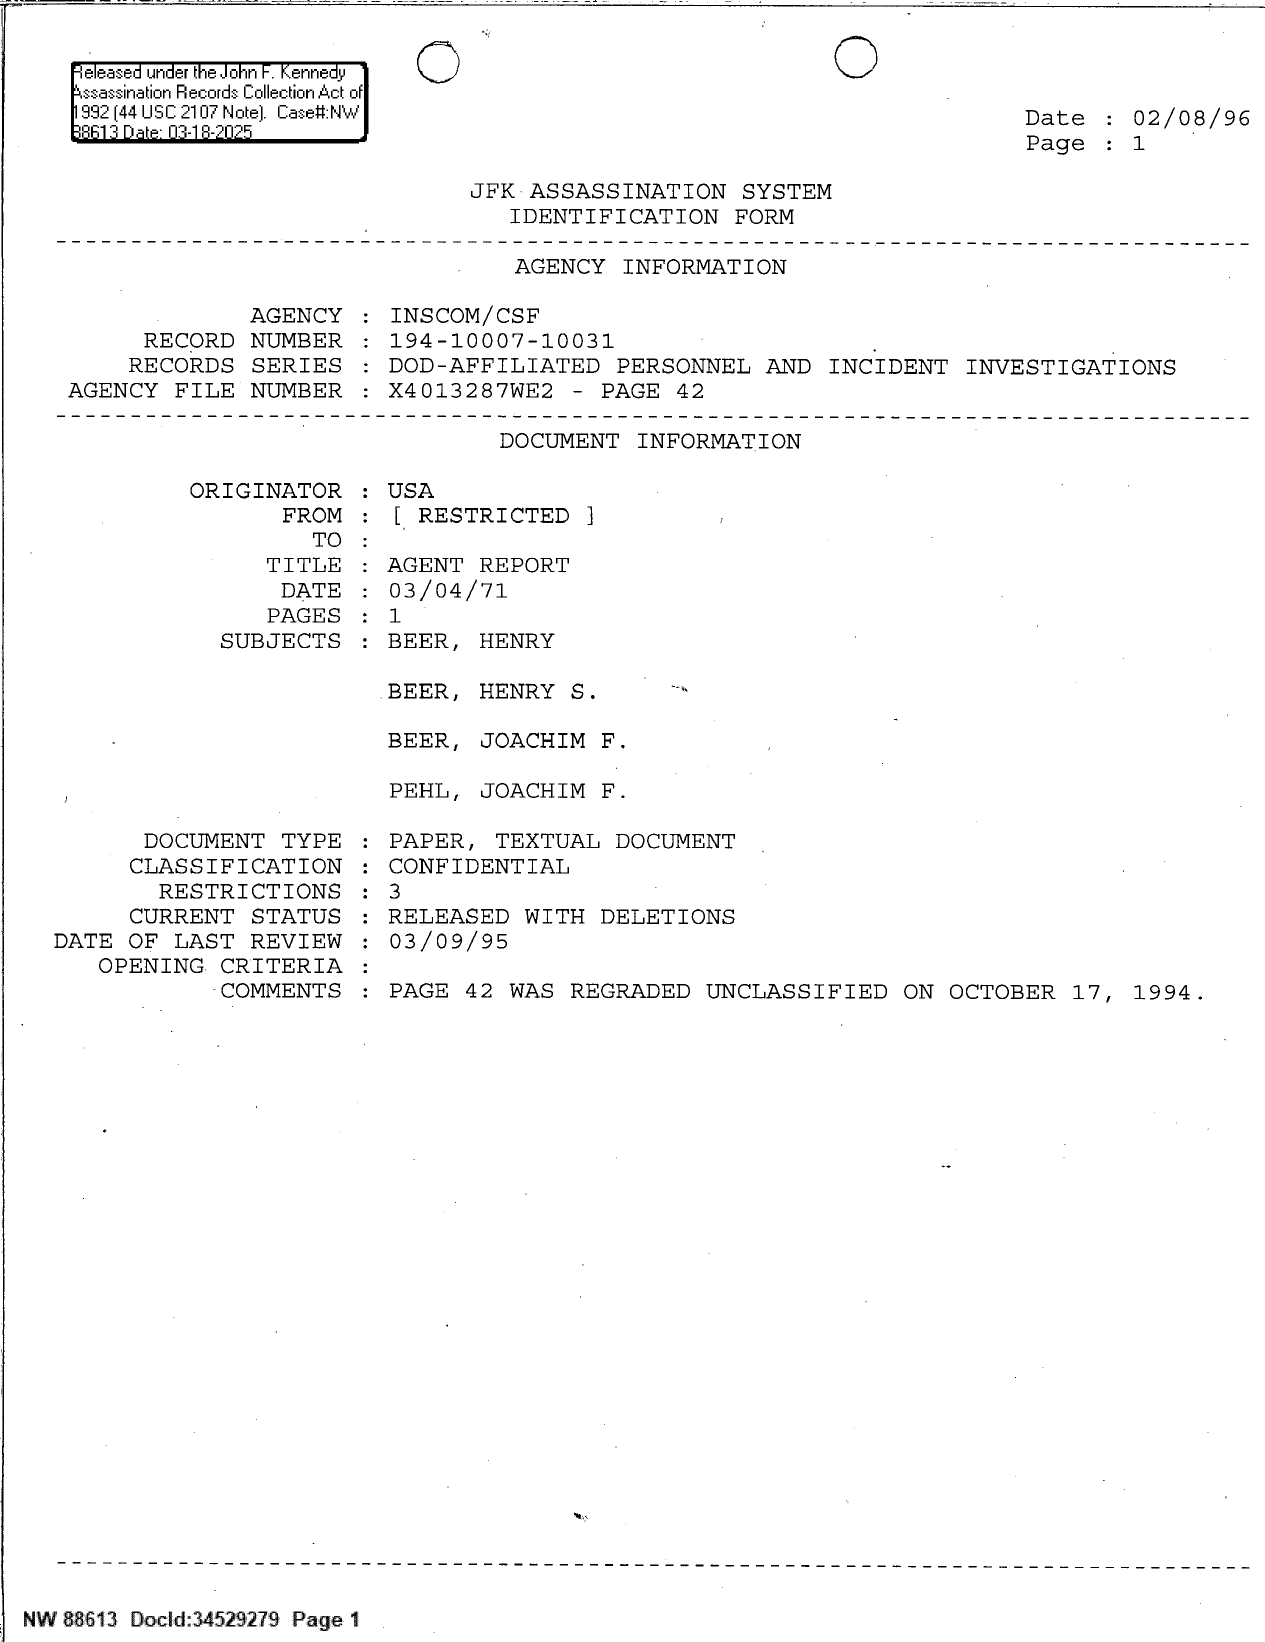 Released under the John F. Kennedy
Assassination Records Collection Act of
1992 (44 USC 2107 Note). Case#:NW
88613 Date: 03-18-2025
Date : 02/08/96
Page : 1
JFK ASSASSINATION SYSTEM
IDENTIFICATION FORM
AGENCY INFORMATION
AGENCY : INSCOM/CSF
RECORD NUMBER : 194-10007-10031
RECORDS SERIES : DOD-AFFILIATED PERSONNEL AND INCIDENT INVESTIGATIONS
AGENCY FILE NUMBER : X4013287WE2 - PAGE 42
DOCUMENT INFORMATION
ORIGINATOR : USA
FROM : [ RESTRICTED ]
TO :
TITLE : AGENT REPORT
DATE : 03/04/71
PAGES : 1
SUBJECTS : BEER, HENRY
BEER, HENRY S.
BEER, JOACHIM F.
PEHL, JOACHIM F.
DOCUMENT TYPE : PAPER, TEXTUAL DOCUMENT
CLASSIFICATION : CONFIDENTIAL
RESTRICTIONS : 3
CURRENT STATUS : RELEASED WITH DELETIONS
DATE OF LAST REVIEW : 03/09/95
OPENING CRITERIA :
COMMENTS : PAGE 42 WAS REGRADED UNCLASSIFIED ON OCTOBER 17, 1994.
NW 88613 DocId:34529279 Page 1